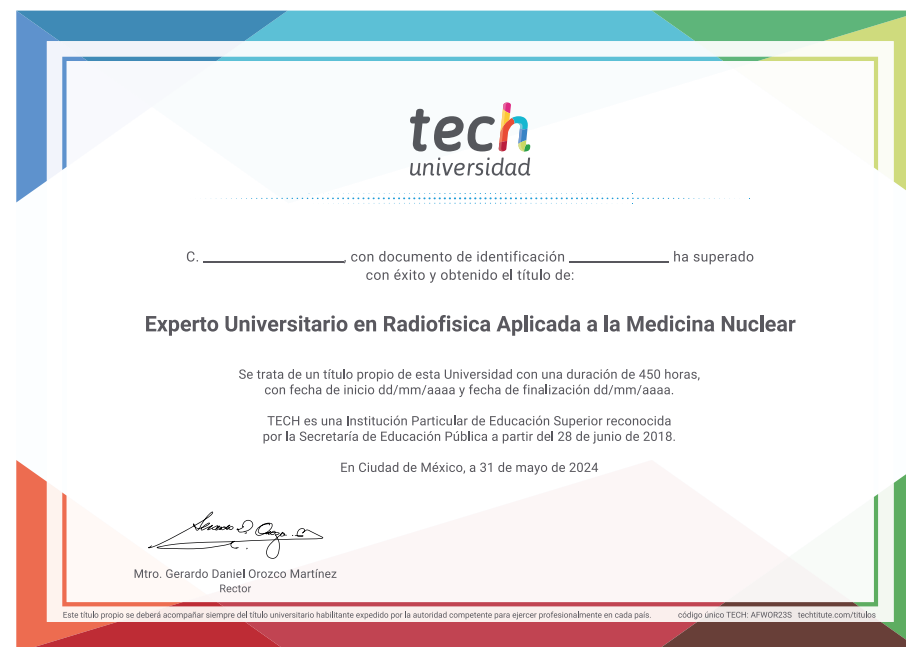 tech
universidad
C. ____________, con documento de identificación ____________ ha superado
con éxito y obtenido el título de:
Experto Universitario en Radiofisica Aplicada a la Medicina Nuclear
Se trata de un título propio de esta Universidad con una duración de 450 horas,
con fecha de inicio dd/mm/aaaa y fecha de finalización dd/mm/aaaa.
TECH es una Institución Particular de Educación Superior reconocida
por la Secretaría de Educación Pública a partir del 28 de junio de 2018.
En Ciudad de México, a 31 de mayo de 2024
Mtro. Gerardo Daniel Orozco Martínez
Rector
Este título propio se deberá acompañar siempre del título universitario habilitante expedido por la autoridad competente para ejercer profesionalmente en cada país. código único TECH: AFWOR23S techtitute.com/titulos